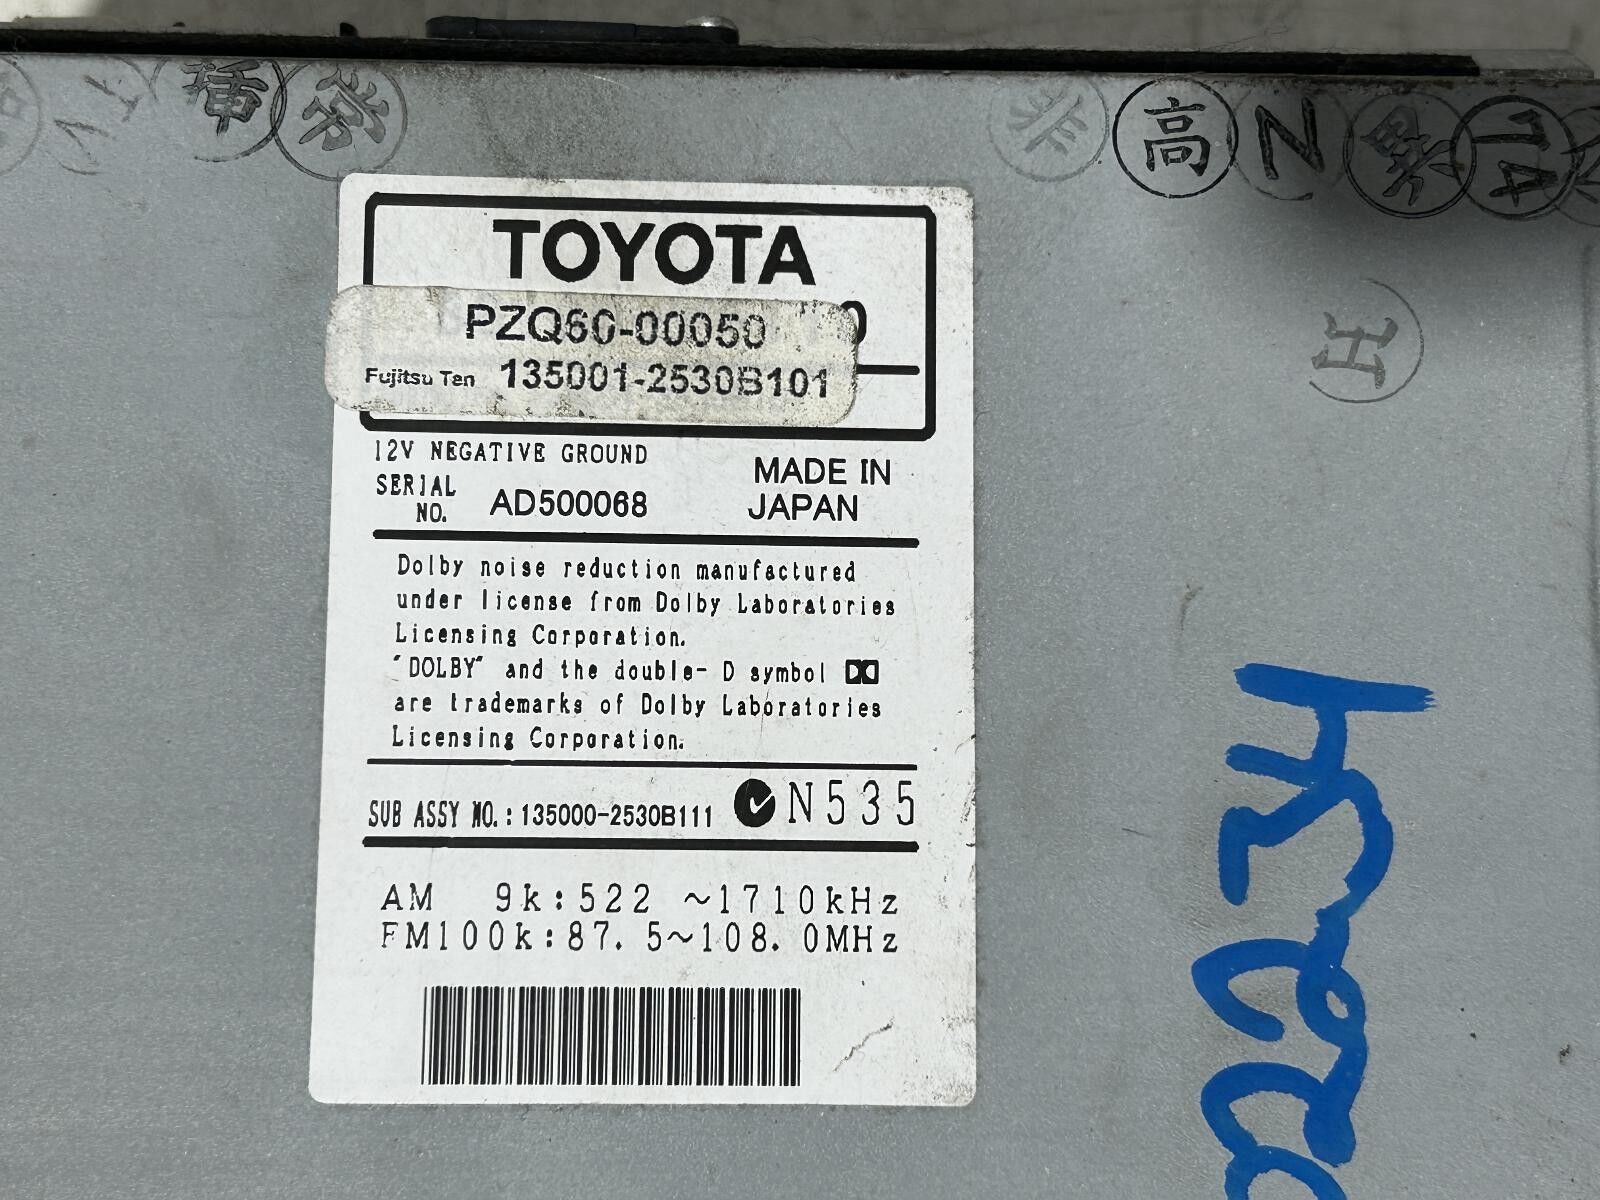 高
N
14
TOYOTA
PZQ60-00050
Fujitsu Ten 135001-2530B101
12V NEGATIVE GROUND
SERIAL NO. AD500068
MADE IN JAPAN
Dolby noise reduction manufactured
under license from Dolby Laboratories
Licensing Corporation.
"DOLBY" and the double- D symbol
are trademarks of Dolby Laboratories
Licensing Corporation.
SUB ASSY NO.: 135000-2530B111 N535
AM 9k:522 ~1710kHz
FM100k:87. 5~108. 0MHz